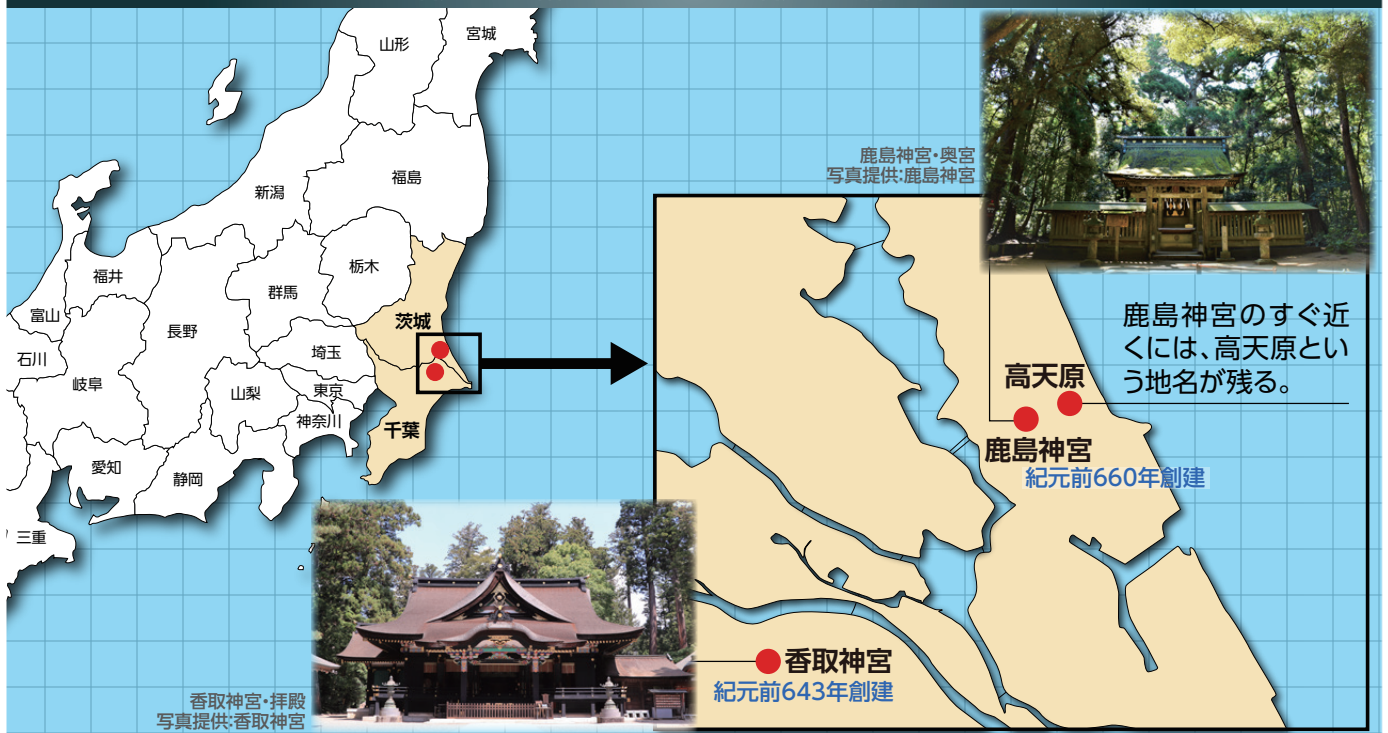 山形
宮城
福島
新潟
栃木
福井
群馬
富山
長野
茨城
石川
埼玉
岐阜
山梨
東京
神奈川
千葉
愛知
静岡
三重
鹿島神宮・奥宮
写真提供:鹿島神宮
鹿島神宮のすぐ近
くには、高天原とい
う地名が残る。
高天原
鹿島神宮
紀元前660年創建
香取神宮
紀元前643年創建
香取神宮・拝殿
写真提供:香取神宮